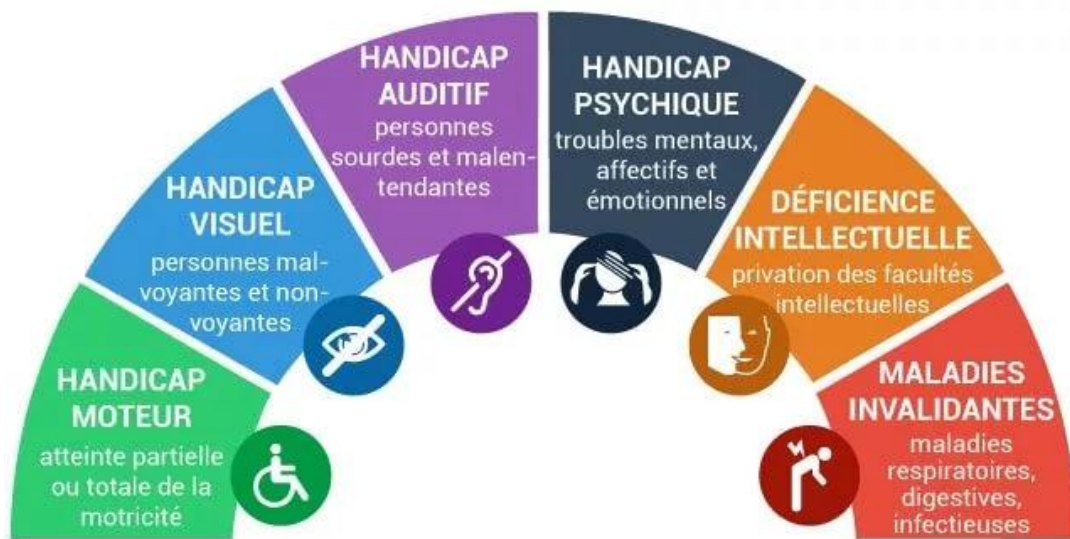 HANDICAP
MOTEUR
atteinte partielle
ou totale de la
motricité
HANDICAP
VISUEL
personnes mal-
voyantes et non-
voyantes
HANDICAP
AUDITIF
personnes
sourdes et malen-
tendantes
HANDICAP
PSYCHIQUE
troubles mentaux,
affectifs et
émotionnels
DÉFICIENCE
INTELLECTUELLE
privation des facultés
intellectuelles
MALADIES
INVALIDANTES
maladies
respiratoires,
digestives,
infectieuses